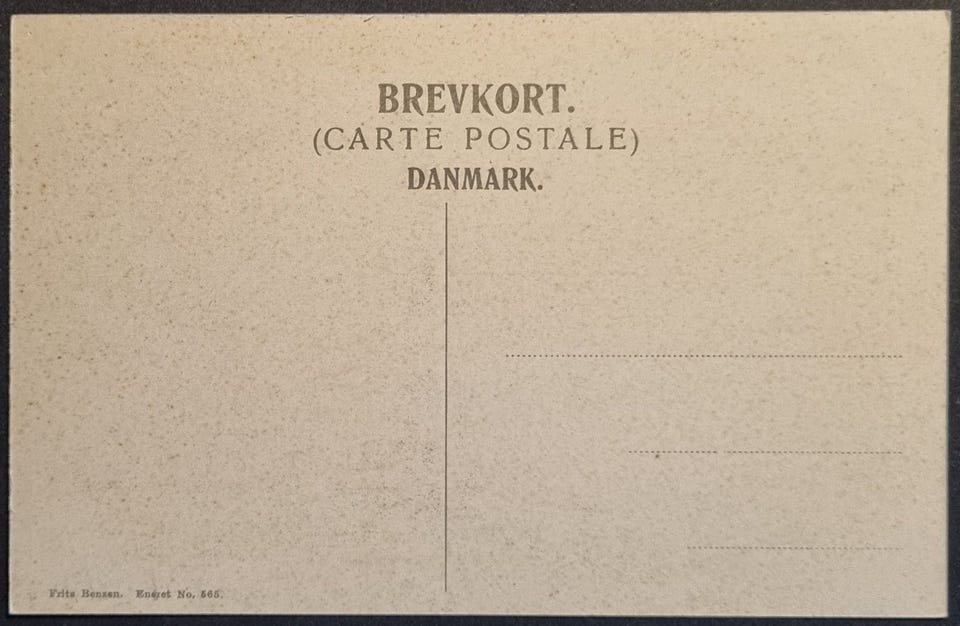 BREVKORT.
(CARTE POSTALE)
DANMARK.
Frits Benzen. Eneret No. 565.